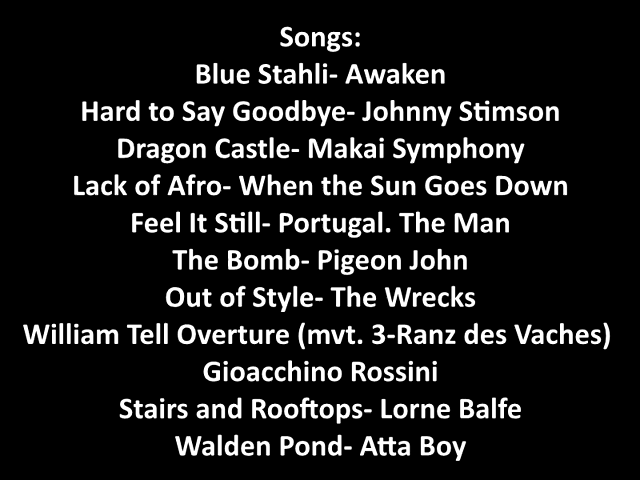 Songs:
Blue Stahli- Awaken
Hard to Say Goodbye- Johnny Stimson
Dragon Castle- Makai Symphony
Lack of Afro- When the Sun Goes Down
Feel It Still- Portugal. The Man
The Bomb- Pigeon John
Out of Style- The Wrecks
William Tell Overture (mvt. 3-Ranz des Vaches)
Gioacchino Rossini
Stairs and Rooftops- Lorne Balfe
Walden Pond- Atta Boy